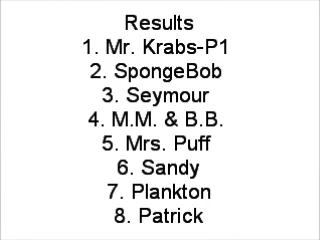 Results
1. Mr. Krabs-P1
2. SpongeBob
3. Seymour
4. M.M. & B.B.
5. Mrs. Puff
6. Sandy
7. Plankton
8. Patrick